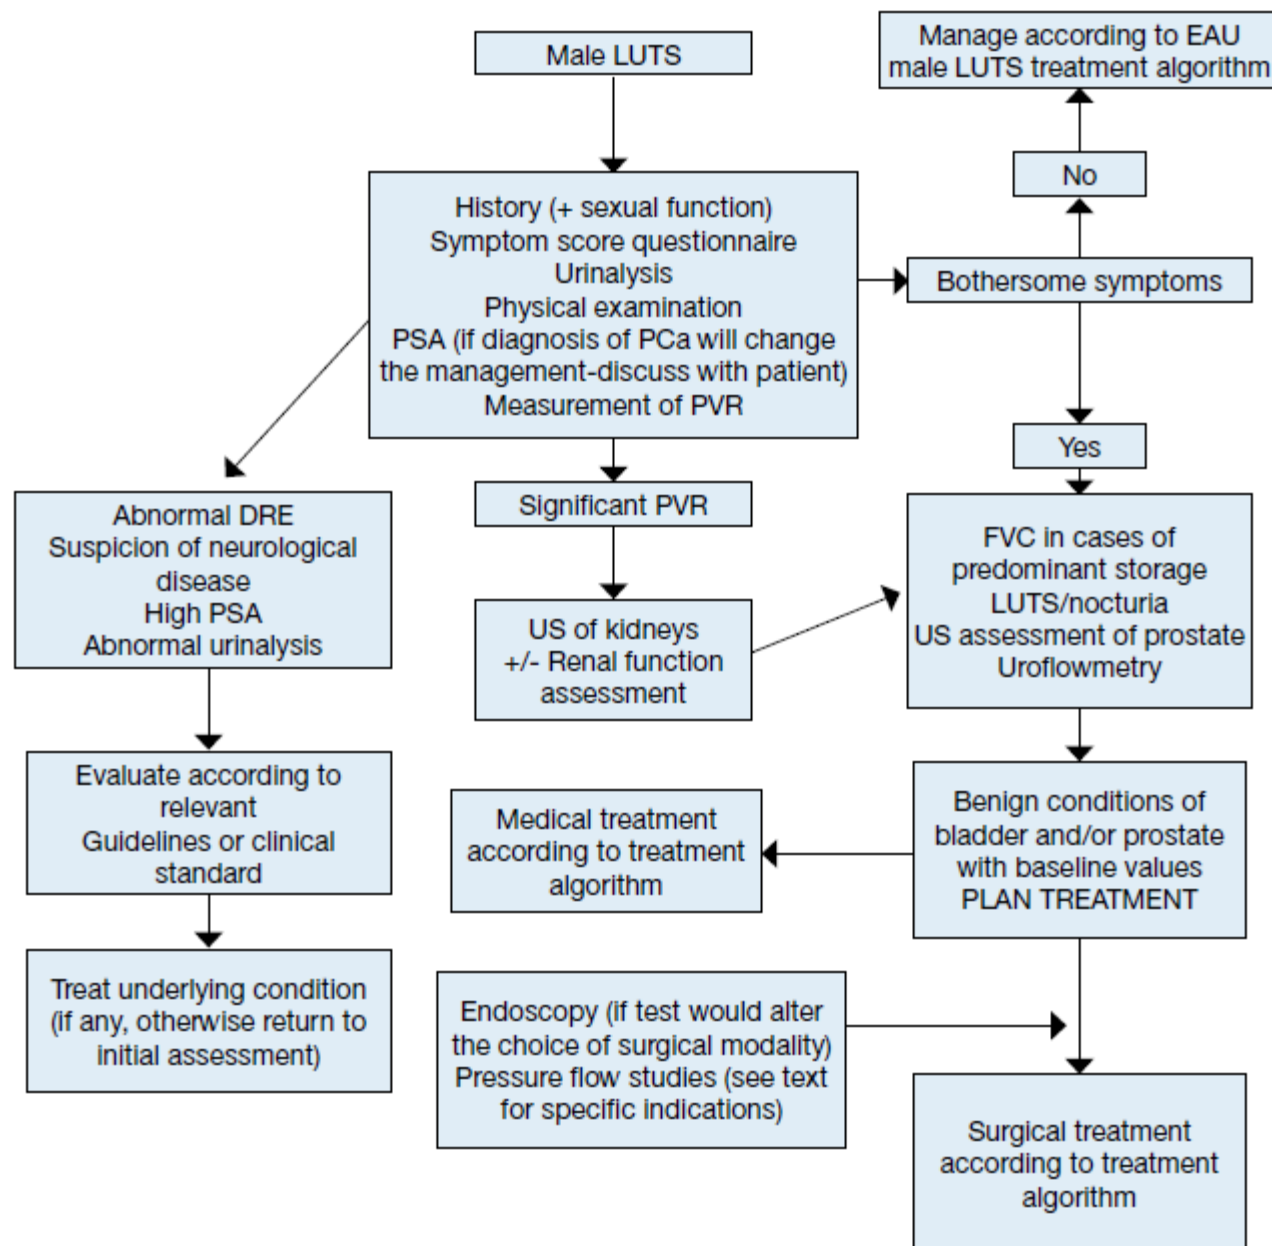 Male LUTS
Manage according to EAU
male LUTS treatment algorithm
No
History (+ sexual function)
Symptom score questionnaire
Urinalysis
Physical examination
PSA (if diagnosis of PCa will change
the management-discuss with patient)
Measurement of PVR
Bothersome symptoms
Yes
Abnormal DRE
Suspicion of neurological
disease
High PSA
Abnormal urinalysis
Significant PVR
FVC in cases of
predominant storage
LUTS/nocturia
US assessment of prostate
Uroflowmetry
US of kidneys
+/- Renal function
assessment
Evaluate according to
relevant
Guidelines or clinical
standard
Medical treatment
according to treatment
algorithm
Benign conditions of
bladder and/or prostate
with baseline values
PLAN TREATMENT
Treat underlying condition
(if any, otherwise return to
initial assessment)
Endoscopy (if test would alter
the choice of surgical modality)
Pressure flow studies (see text
for specific indications)
Surgical treatment
according to treatment
algorithm